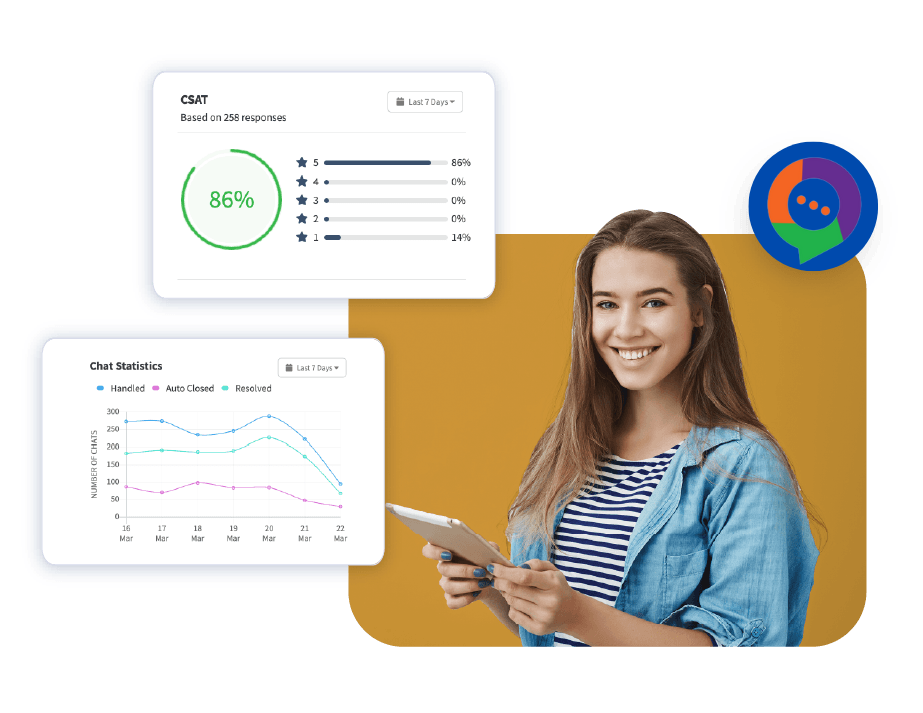 CSAT
Last 7 Days
Based on 258 responses
86%
5 86%
4 0%
3 0%
2 0%
1 14%
Chat Statistics
Last 7 Days
Handled Auto Closed Resolved
NUMBER OF CHATS
300
250
200
150
100
50
0
16 17 18 19 20 21 22
Mar Mar Mar Mar Mar Mar Mar